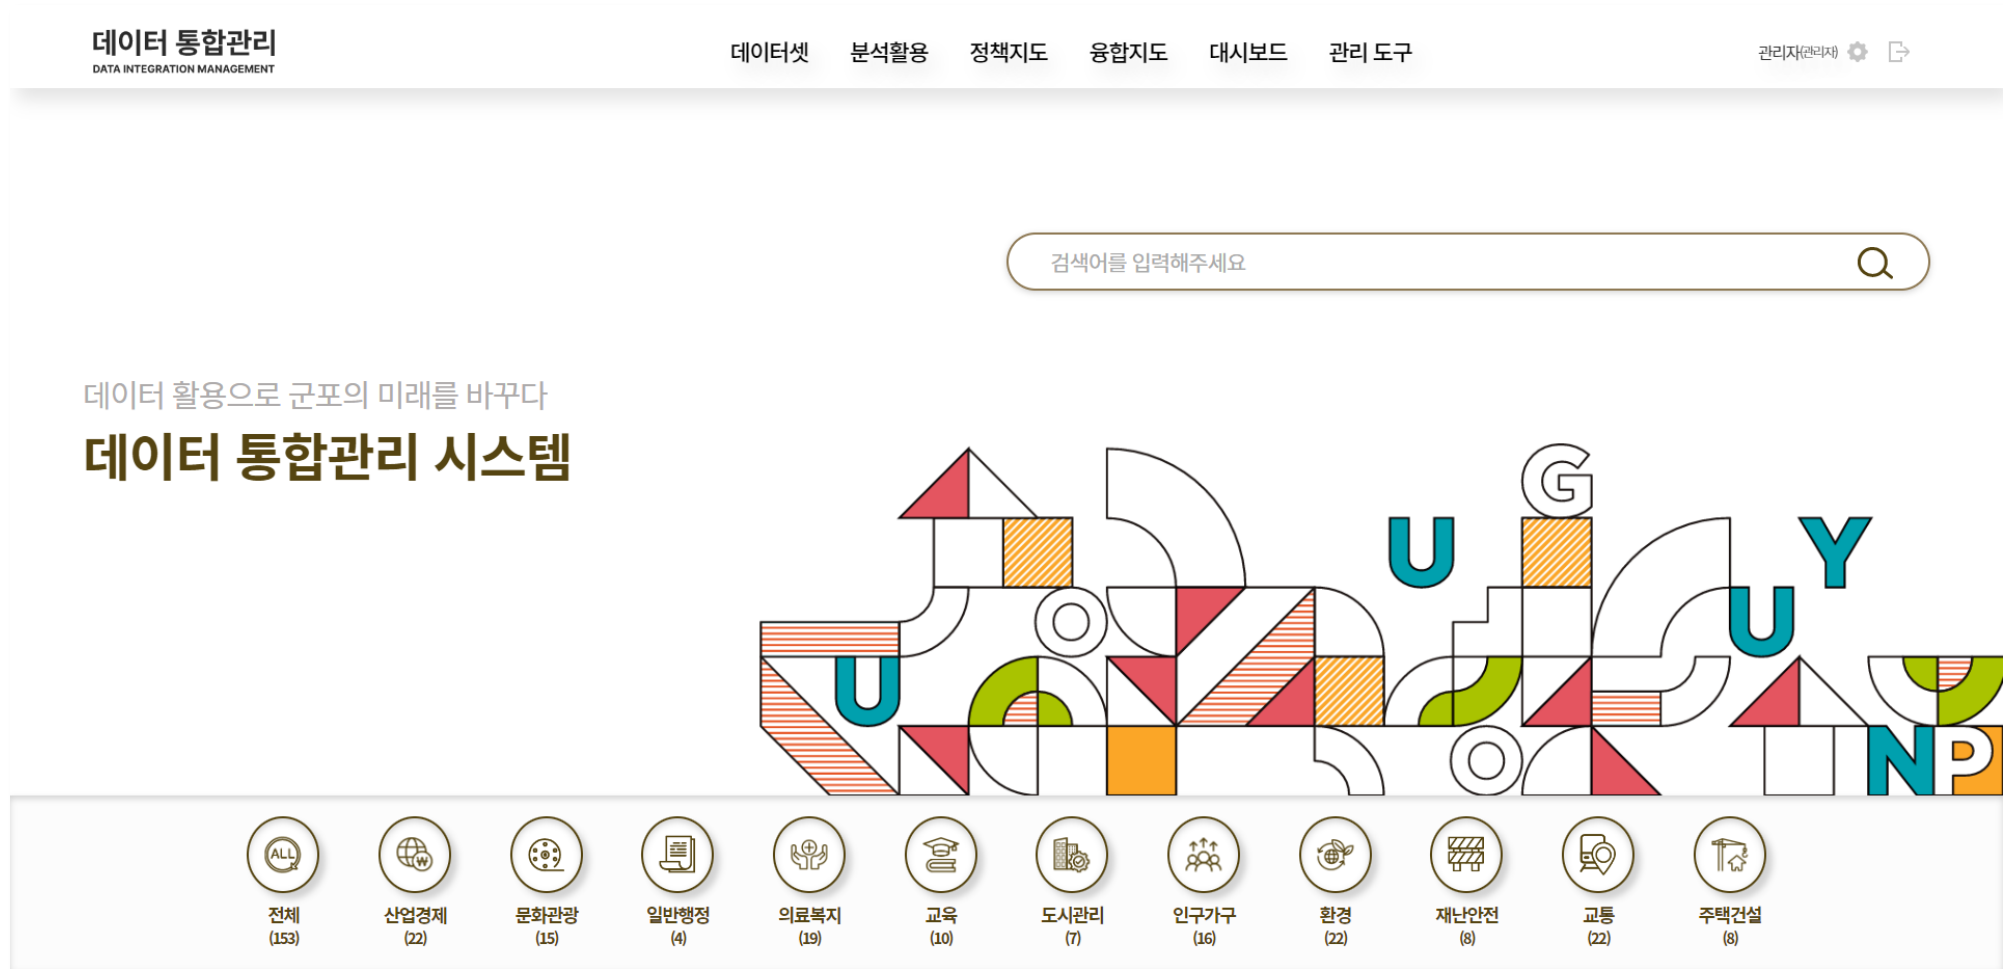 데이터 통합관리
DATA INTEGRATION MANAGEMENT
데이터셋 분석활용 정책지도 융합지도 대시보드 관리 도구
관리자(관리자)
검색어를 입력해주세요
데이터 활용으로 군포의 미래를 바꾸다
데이터 통합관리 시스템
G
U
Y
O
U
U
O
N
P
ALL
전체
(153)
산업경제
(22)
문화관광
(15)
일반행정
(4)
의료복지
(19)
교육
(10)
도시관리
(7)
인구가구
(16)
환경
(22)
재난안전
(8)
교통
(22)
주택건설
(8)